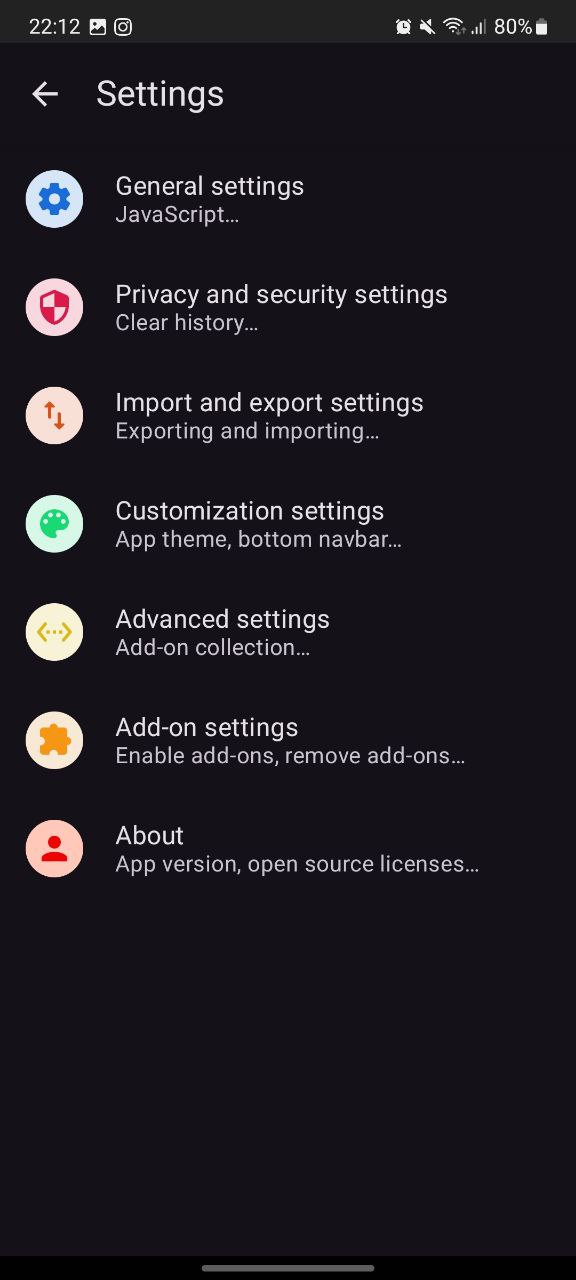 22:12 80%
Settings
General settings
JavaScript…
Privacy and security settings
Clear history…
Import and export settings
Exporting and importing…
Customization settings
App theme, bottom navbar…
Advanced settings
Add-on collection…
Add-on settings
Enable add-ons, remove add-ons…
About
App version, open source licenses…